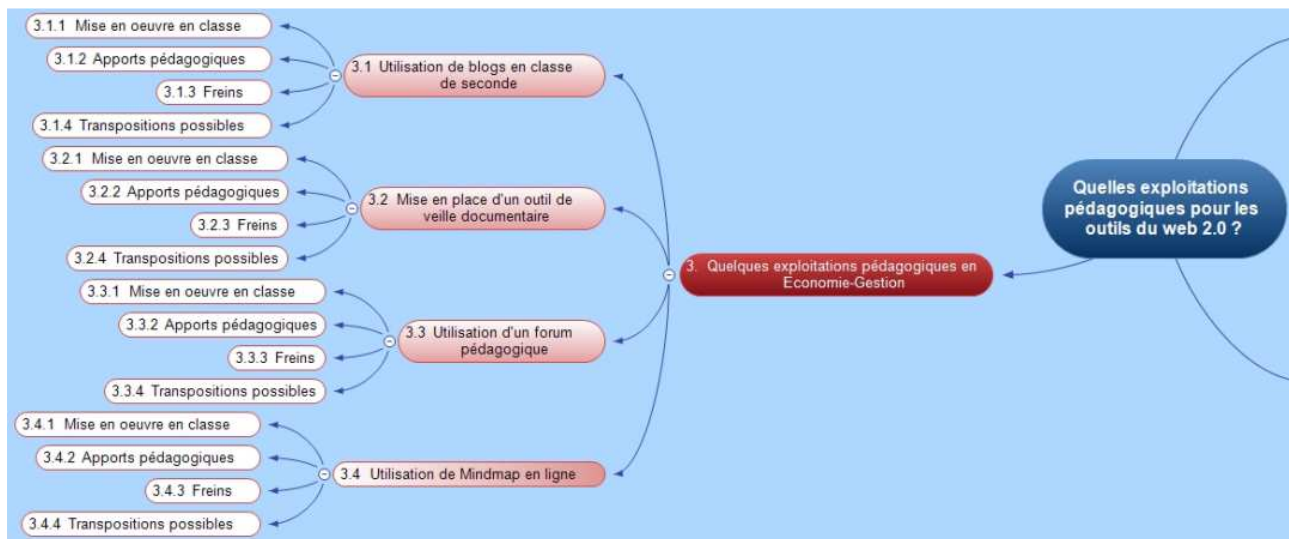 Quelles exploitations
pédagogiques pour les
outils du web 2.0 ?
3. Quelques exploitations pédagogiques en
Economie-Gestion
3.1 Utilisation de blogs en classe
de seconde
3.1.1 Mise en oeuvre en classe
3.1.2 Apports pédagogiques
3.1.3 Freins
3.1.4 Transpositions possibles
3.2 Mise en place d'un outil de
veille documentaire
3.2.1 Mise en oeuvre en classe
3.2.2 Apports pédagogiques
3.2.3 Freins
3.2.4 Transpositions possibles
3.3 Utilisation d'un forum
pédagogique
3.3.1 Mise en oeuvre en classe
3.3.2 Apports pédagogiques
3.3.3 Freins
3.3.4 Transpositions possibles
3.4 Utilisation de Mindmap en ligne
3.4.1 Mise en oeuvre en classe
3.4.2 Apports pédagogiques
3.4.3 Freins
3.4.4 Transpositions possibles